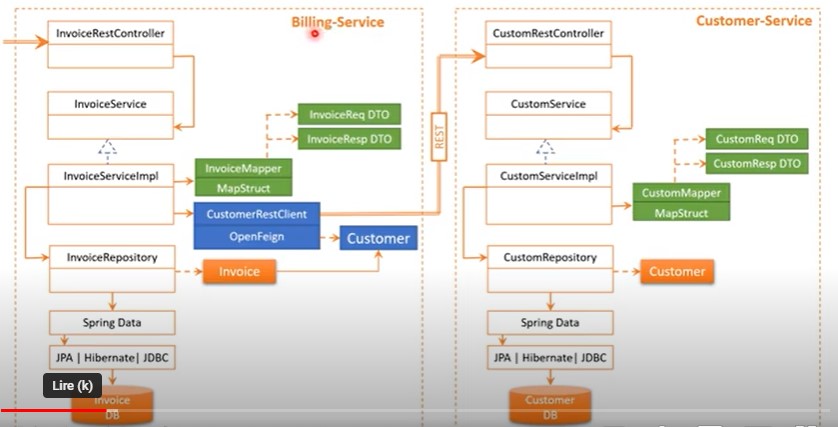 Billing-Service
InvoiceRestController
InvoiceService
InvoiceReq DTO
InvoiceResp DTO
InvoiceServiceImpl
InvoiceMapper
MapStruct
CustomerRestClient
OpenFeign
Customer
InvoiceRepository
Invoice
Spring Data
JPA | Hibernate| JDBC
Lire (k)
Invoice
DB
REST
Customer-Service
CustomRestController
CustomService
CustomReq DTO
CustomResp DTO
CustomServiceImpl
CustomMapper
MapStruct
CustomRepository
Customer
Spring Data
JPA | Hibernate| JDBC
Customer
DB